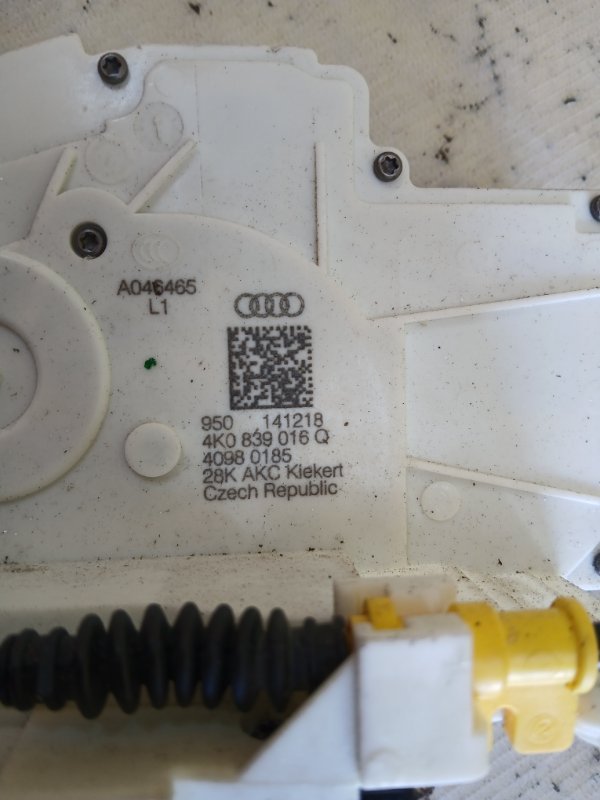 A046465
L1
950 141218
4K0 839 016 Q
4098 0185
28K AKC Kiekert
Czech Republic